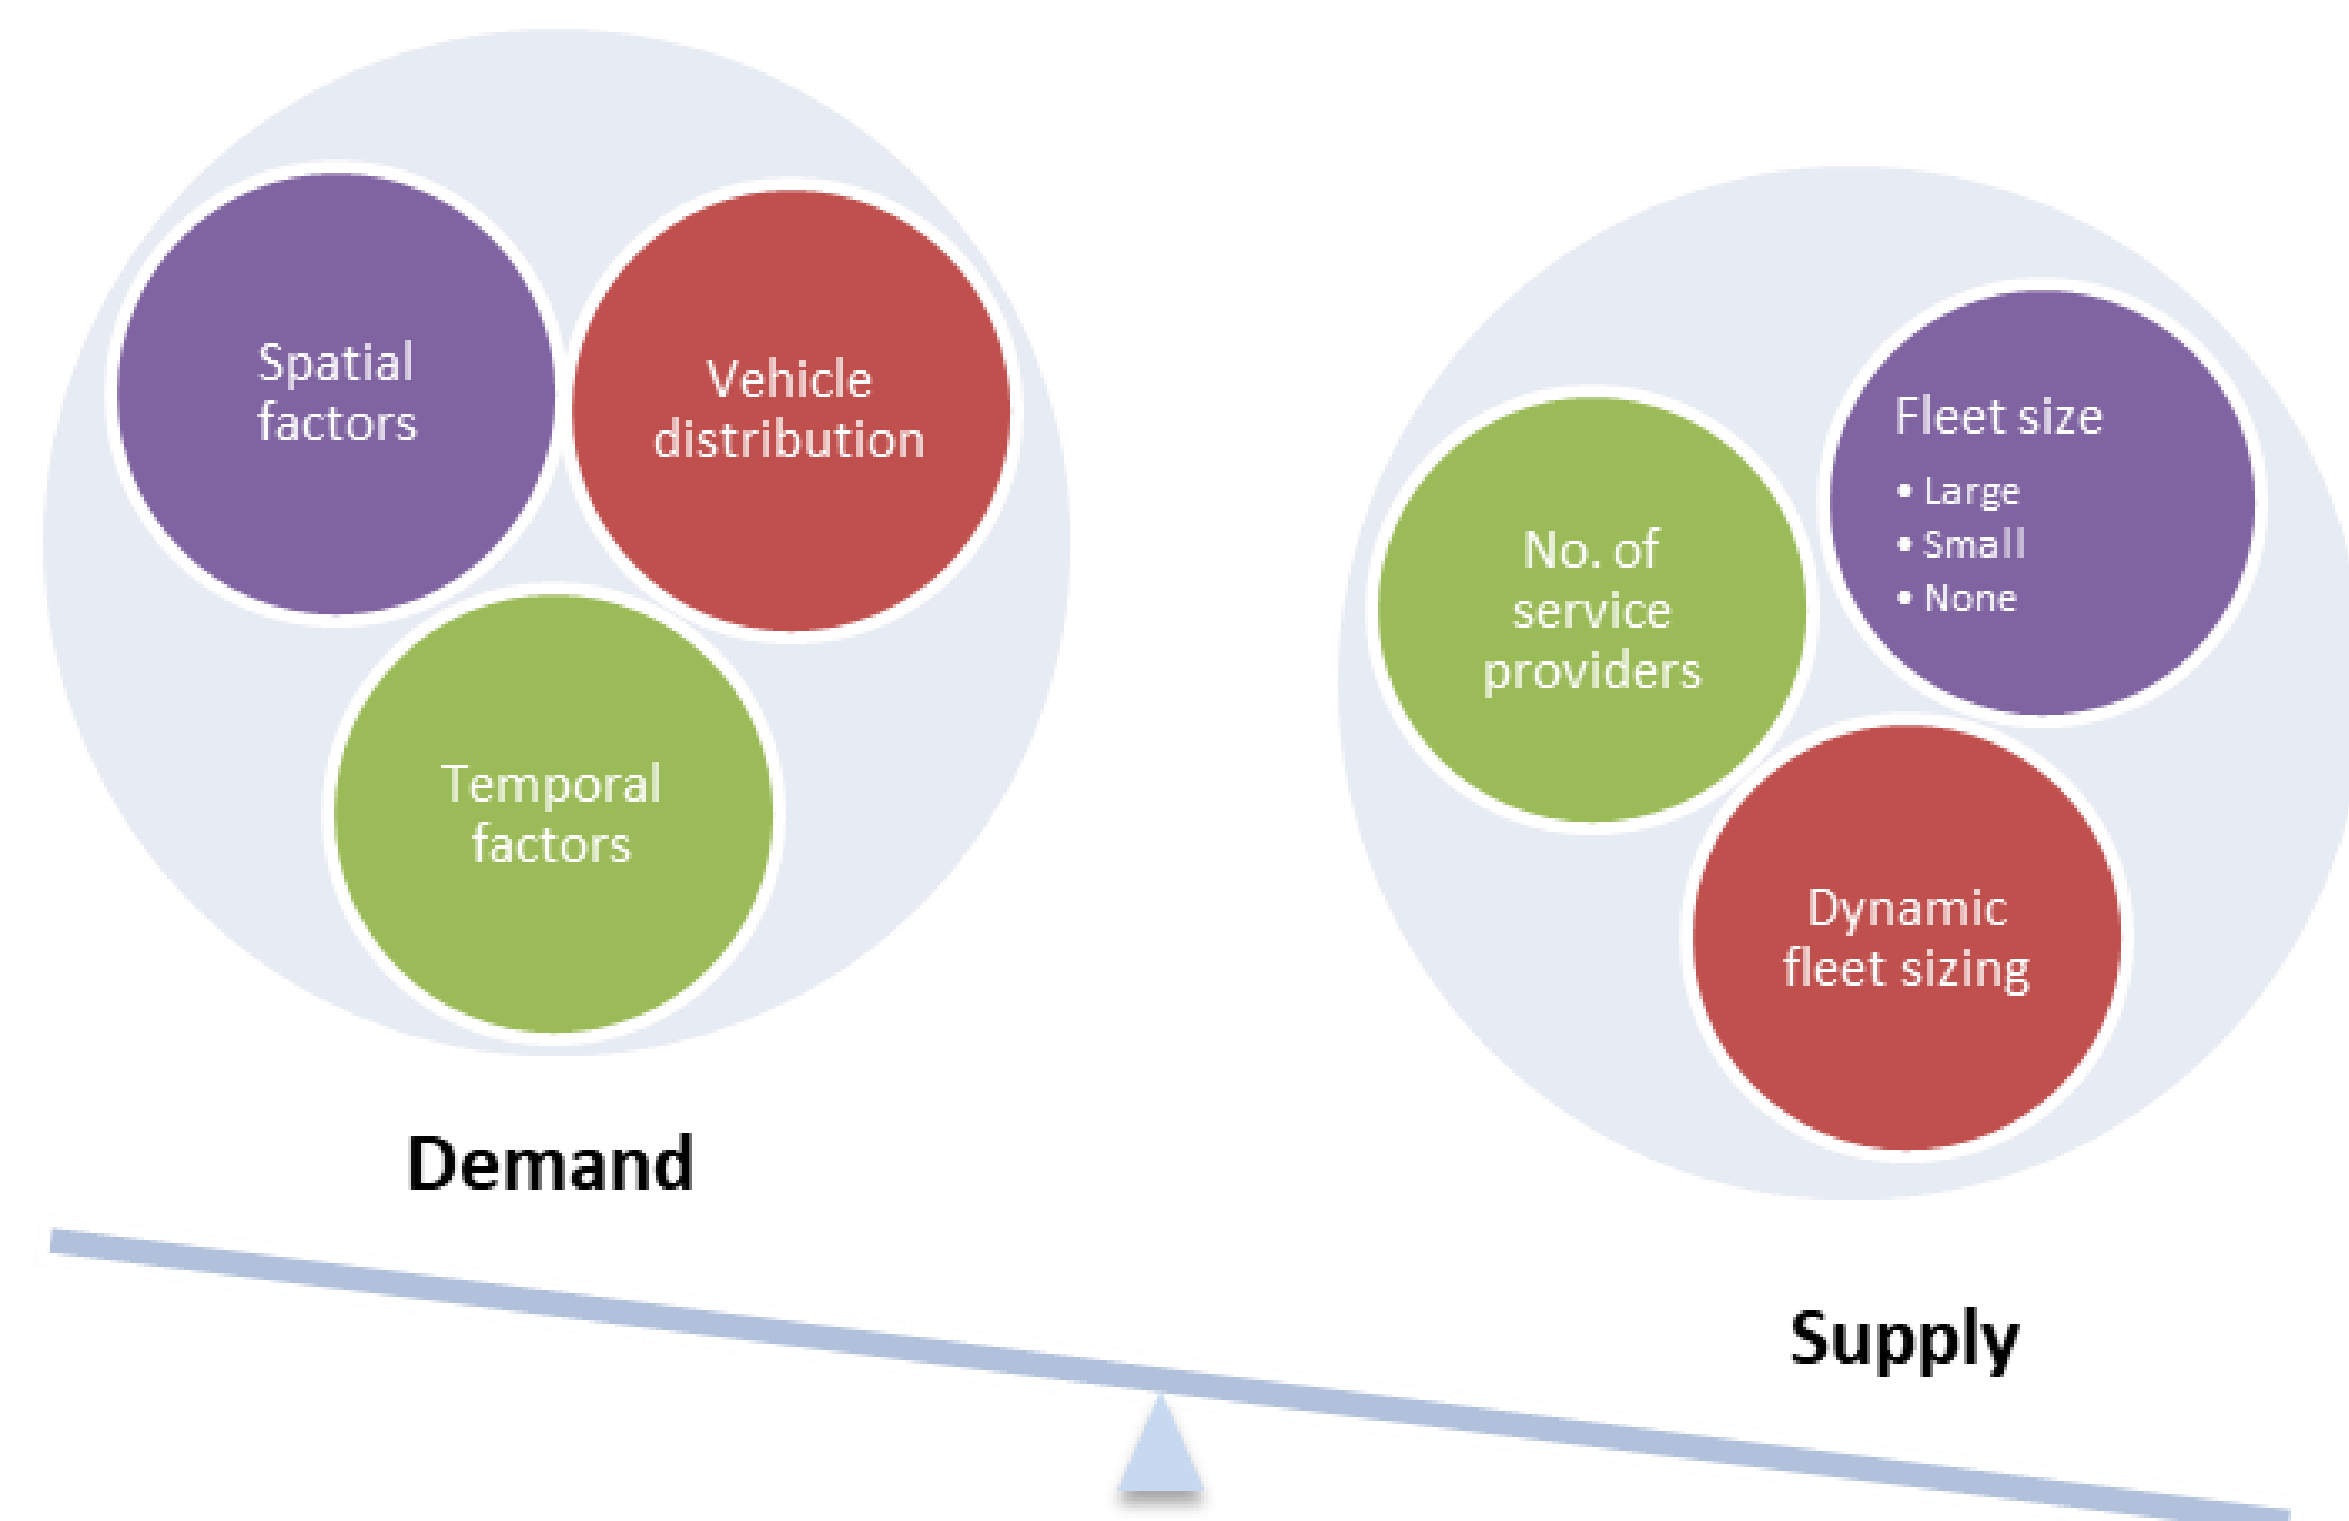 Spatial
factors
Vehicle
distribution
Temporal
factors
Demand
No. of
service
providers
Fleet size
• Large
• Small
• None
Dynamic
fleet sizing
Supply